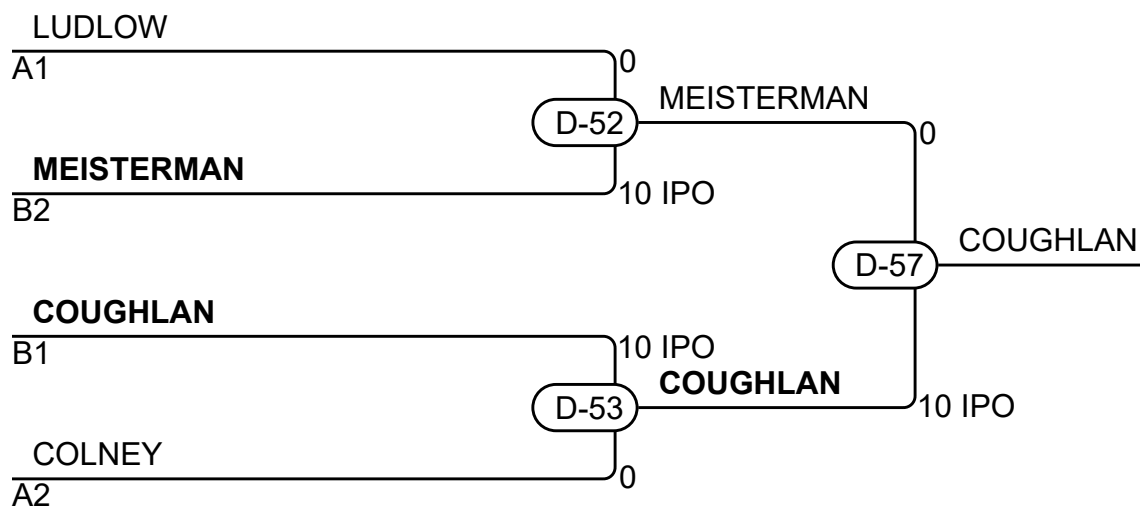 LUDLOW
A1
0
D-52
MEISTERMAN
0
MEISTERMAN
B2
10 IPO
D-57
COUGHLAN
COUGHLAN
B1
10 IPO
D-53
COUGHLAN
10 IPO
COLNEY
A2
0